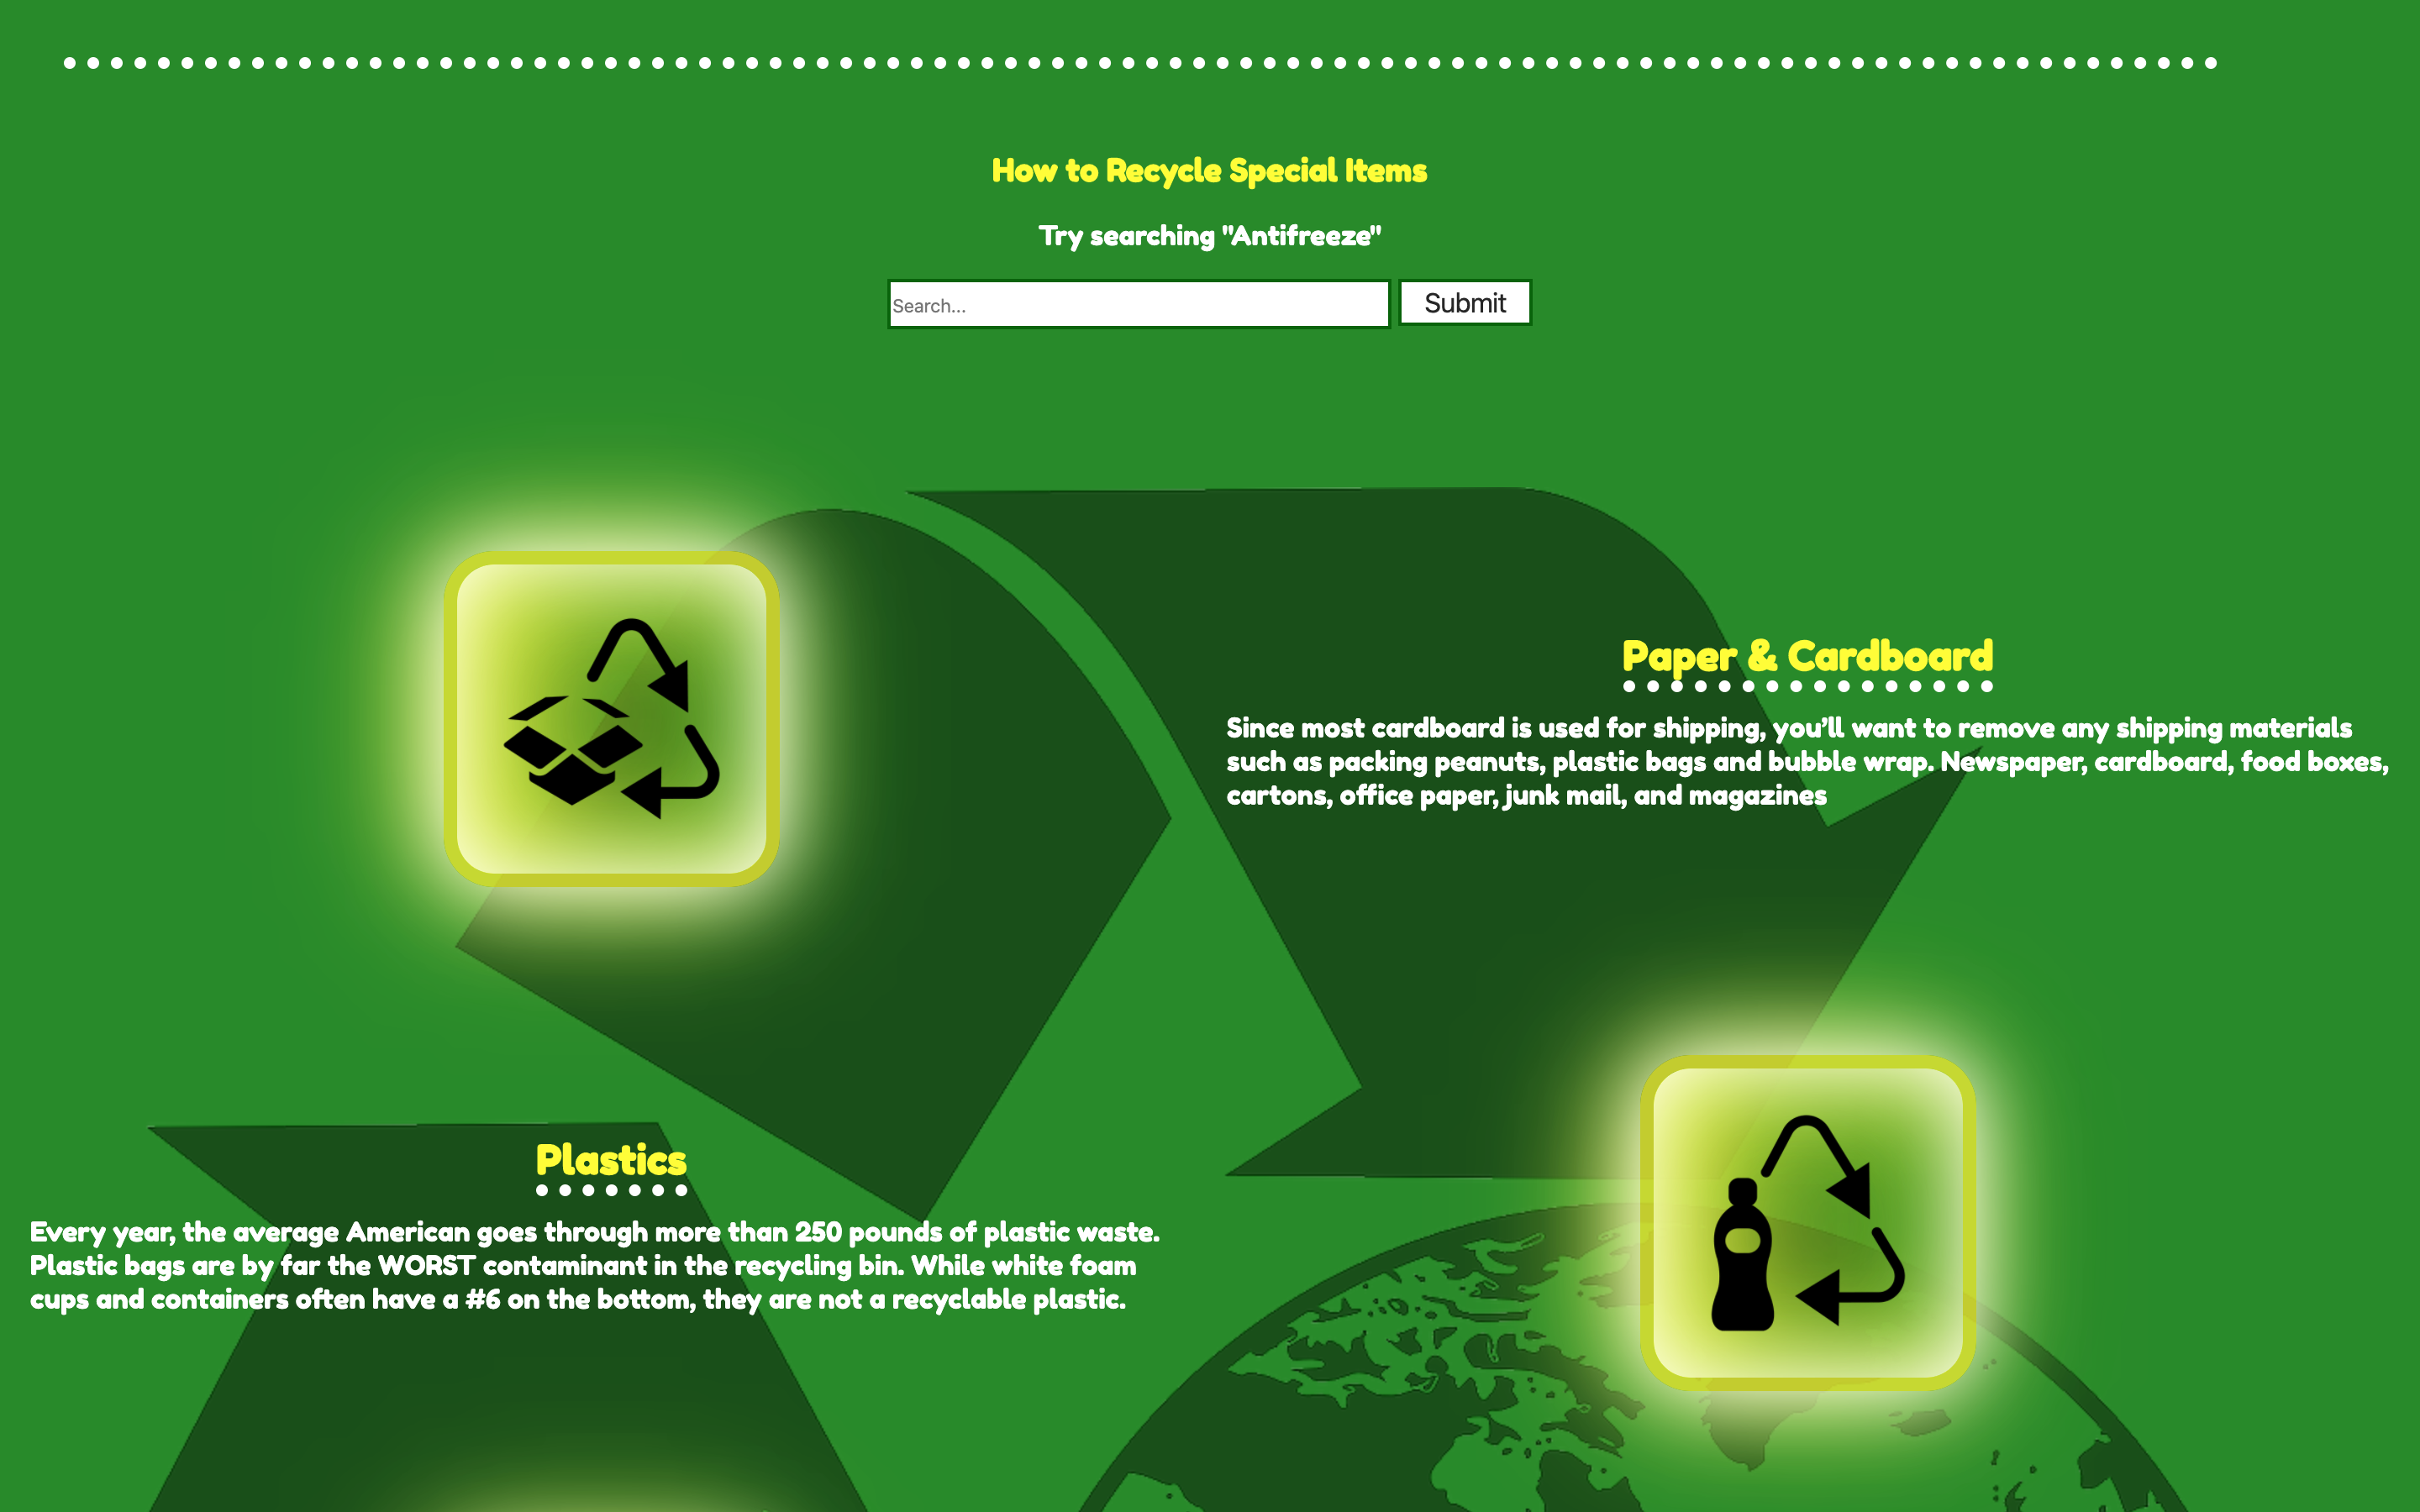 How to Recycle Special Items
Try searching "Antifreeze"
Search...
Submit
Paper & Cardboard
Since most cardboard is used for shipping, you’ll want to remove any shipping materials
such as packing peanuts, plastic bags and bubble wrap. Newspaper, cardboard, food boxes,
cartons, office paper, junk mail, and magazines
Plastics
Every year, the average American goes through more than 250 pounds of plastic waste.
Plastic bags are by far the WORST contaminant in the recycling bin. While white foam
cups and containers often have a #6 on the bottom, they are not a recyclable plastic.